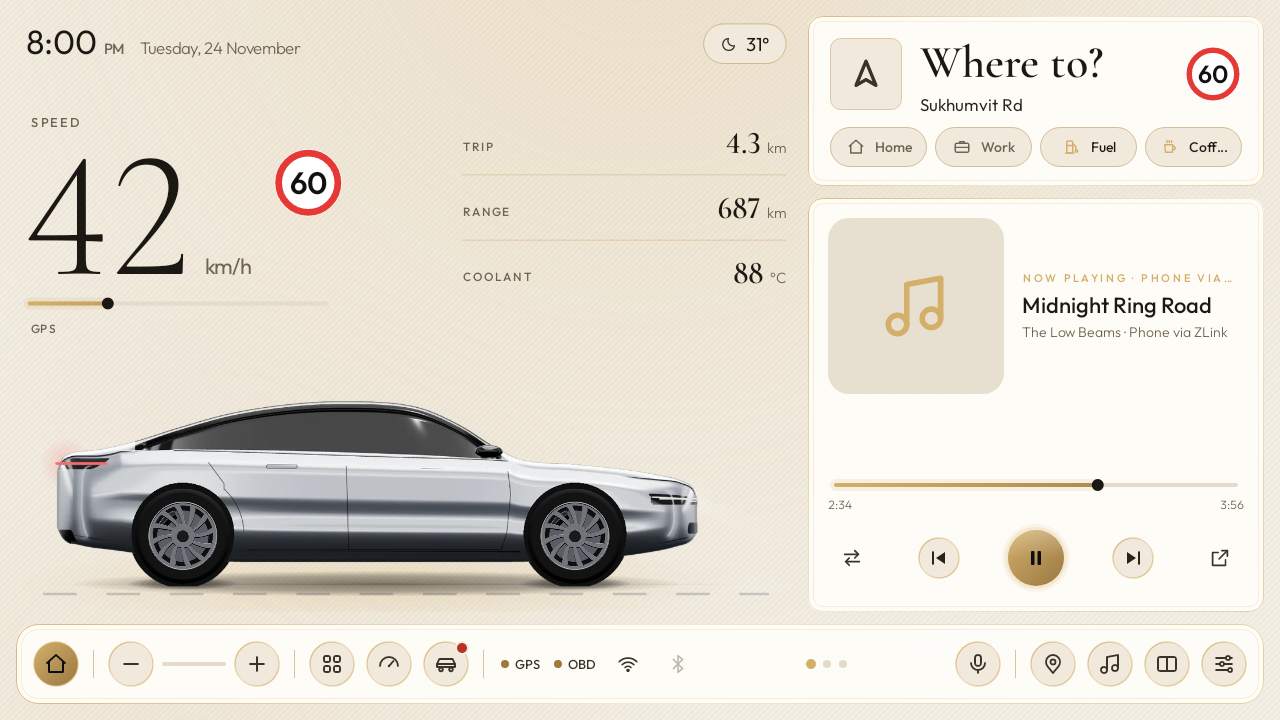 8:00 PM Tuesday, 24 November
31°
SPEED
42 km/h
60
GPS
TRIP 4.3 km
RANGE 687 km
COOLANT 88 °C
Where to?
Sukhumvit Rd
60
Home Work Fuel Coff...
NOW PLAYING · PHONE VIA...
Midnight Ring Road
The Low Beams · Phone via ZLink
2:34 3:56
GPS OBD